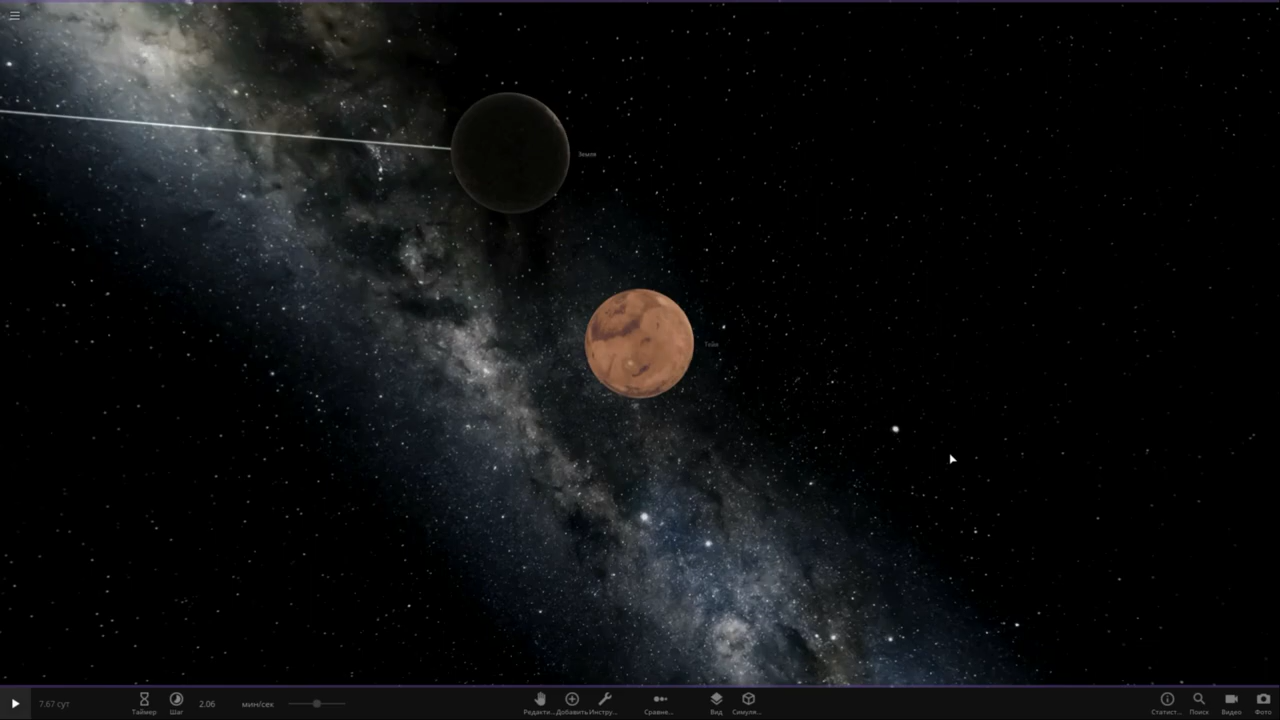 Земля
Тейя
7.67 сут
Таймер
Шаг
2.06
мин/сек
Редакти...
Добавить
Инстру...
Сравне...
Вид
Симуля...
Статист...
Поиск
Видео
Фото